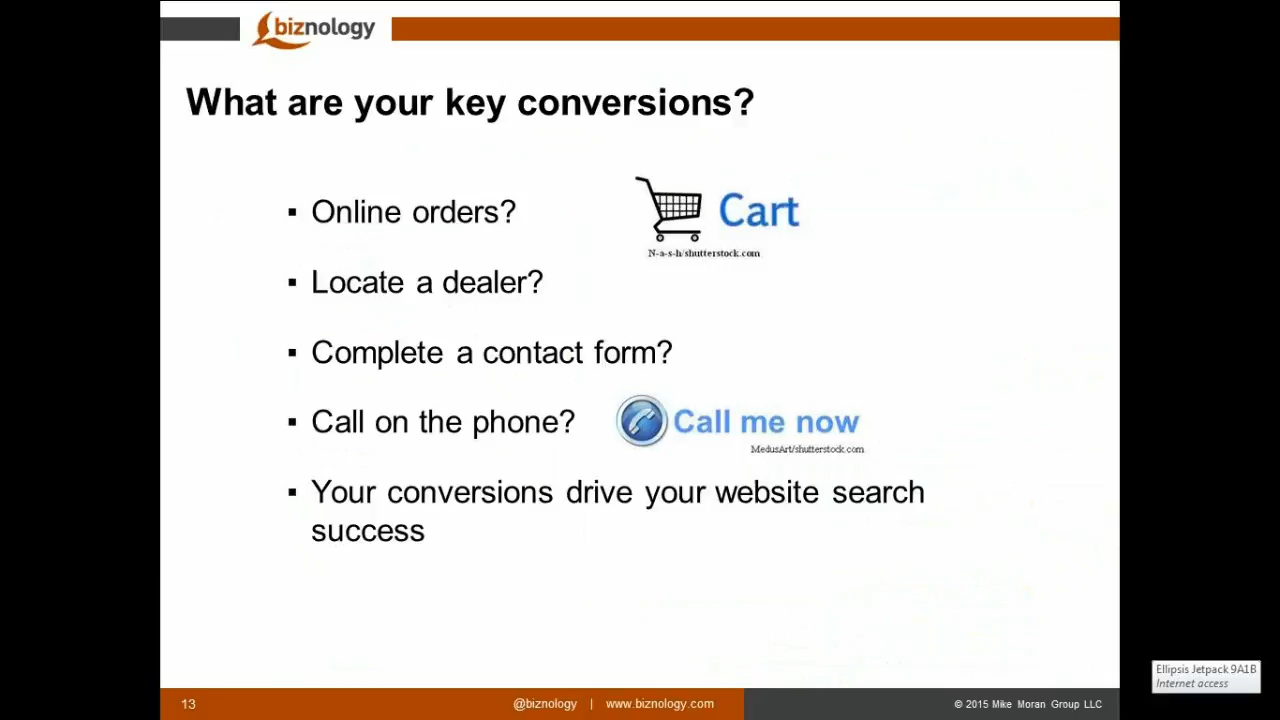 biznology
What are your key conversions?
▪ Online orders?
Cart
N-a-s-h/shutterstock.com
▪ Locate a dealer?
▪ Complete a contact form?
▪ Call on the phone?
Call me now
MedusArt/shutterstock.com
▪ Your conversions drive your website search
success
13
@biznology | www.biznology.com
© 2015 Mike Moran Group LLC
Ellipsis Jetpack 9A1B
Internet access